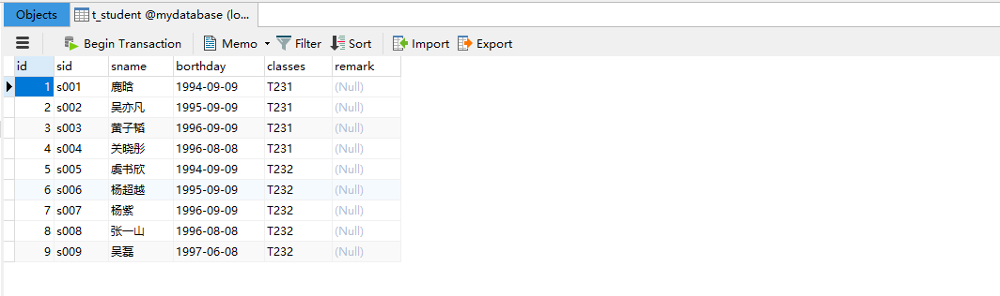 Objects t_student @mydatabase (lo...
Begin Transaction Memo Filter Sort Import Export
id sid sname borthday classes remark
1 s001 鹿晗 1994-09-09 T231 (Null)
2 s002 吴亦凡 1995-09-09 T231 (Null)
3 s003 黄子韬 1996-09-09 T231 (Null)
4 s004 关晓彤 1996-08-08 T231 (Null)
5 s005 虞书欣 1994-09-09 T232 (Null)
6 s006 杨超越 1995-09-09 T232 (Null)
7 s007 杨紫 1996-09-09 T232 (Null)
8 s008 张一山 1996-08-08 T232 (Null)
9 s009 吴磊 1997-06-08 T232 (Null)